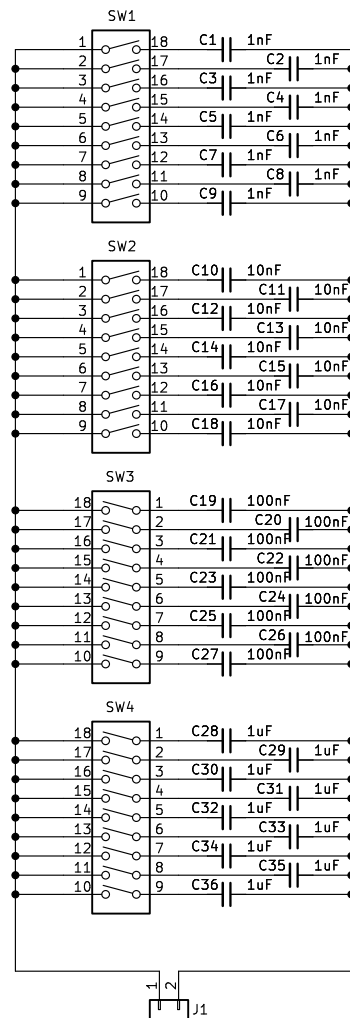 SW1
1 18 C1 1nF
2 17 C2 1nF
3 16 C3 1nF
4 15 C4 1nF
5 14 C5 1nF
6 13 C6 1nF
7 12 C7 1nF
8 11 C8 1nF
9 10 C9 1nF
SW2
1 18 C10 10nF
2 17 C11 10nF
3 16 C12 10nF
4 15 C13 10nF
5 14 C14 10nF
6 13 C15 10nF
7 12 C16 10nF
8 11 C17 10nF
9 10 C18 10nF
SW3
18 1 C19 100nF
17 2 C20 100nF
16 3 C21 100nF
15 4 C22 100nF
14 5 C23 100nF
13 6 C24 100nF
12 7 C25 100nF
11 8 C26 100nF
10 9 C27 100nF
SW4
18 1 C28 1uF
17 2 C29 1uF
16 3 C30 1uF
15 4 C31 1uF
14 5 C32 1uF
13 6 C33 1uF
12 7 C34 1uF
11 8 C35 1uF
10 9 C36 1uF
1 2
J1